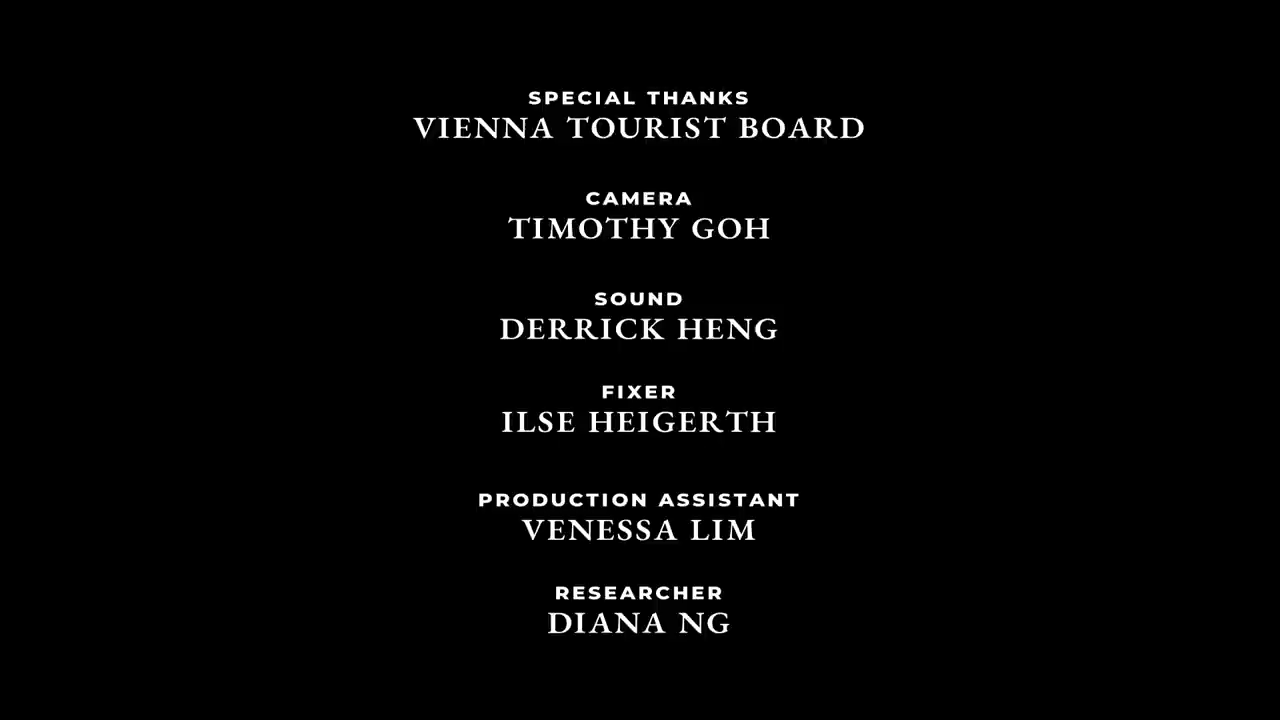 SPECIAL THANKS
VIENNA TOURIST BOARD
CAMERA
TIMOTHY GOH
SOUND
DERRICK HENG
FIXER
ILSE HEIGERTH
PRODUCTION ASSISTANT
VENESSA LIM
RESEARCHER
DIANA NG